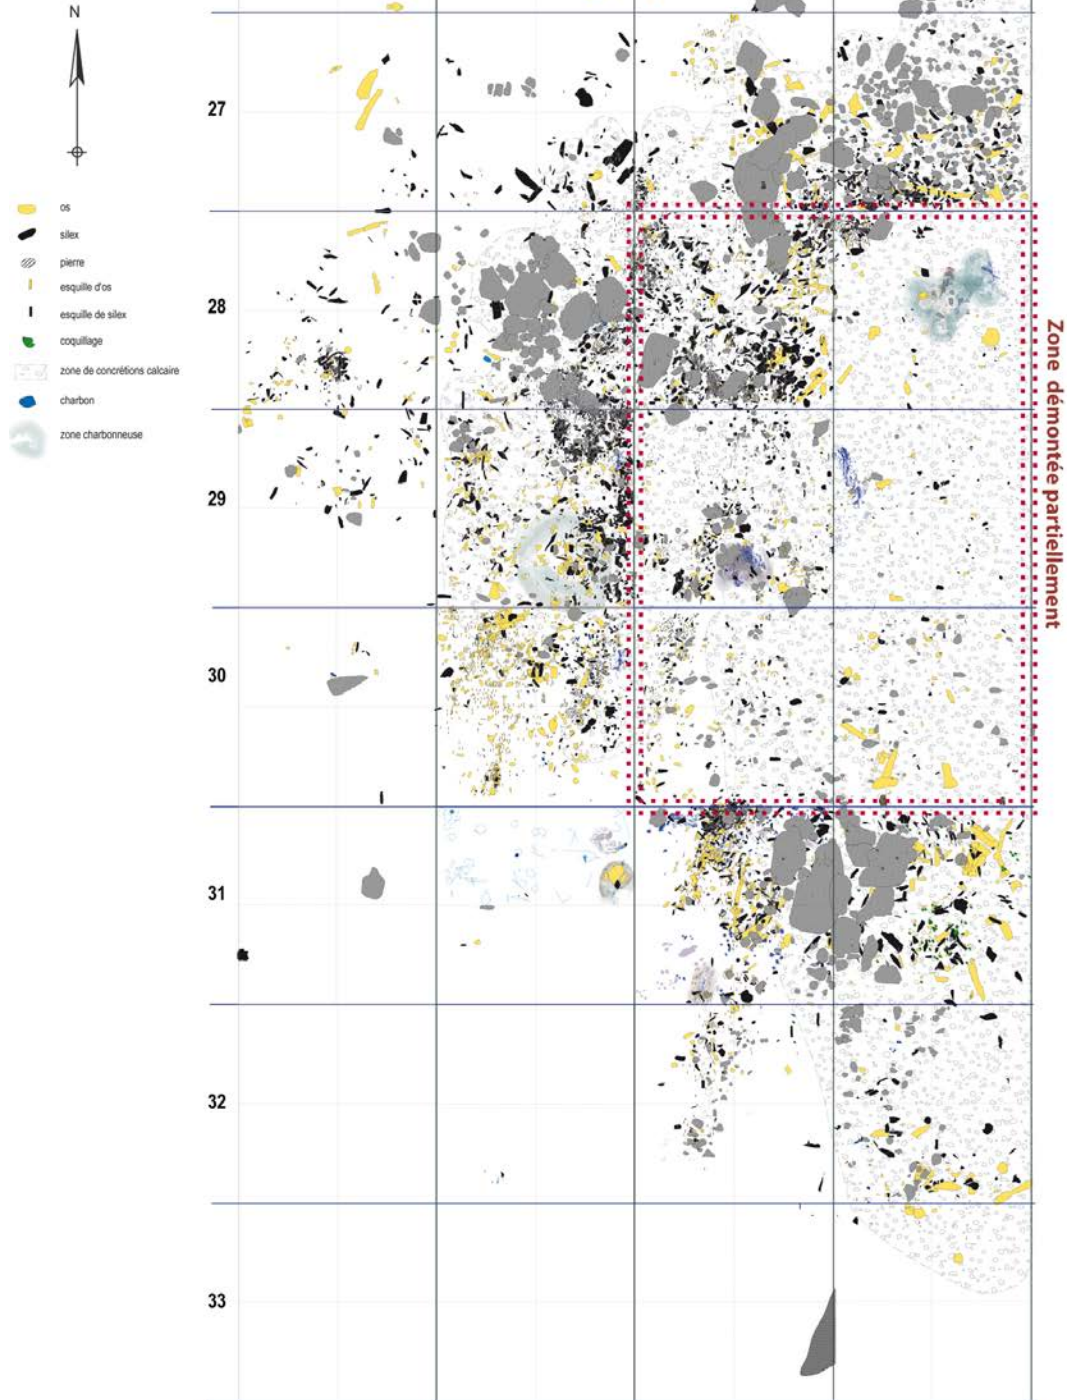 N
27
28
29
30
31
32
33
os
silex
pierre
esquille d'os
esquille de silex
coquillage
zone de concrétions calcaire
charbon
zone charbonneuse
Zone démontée partiellement